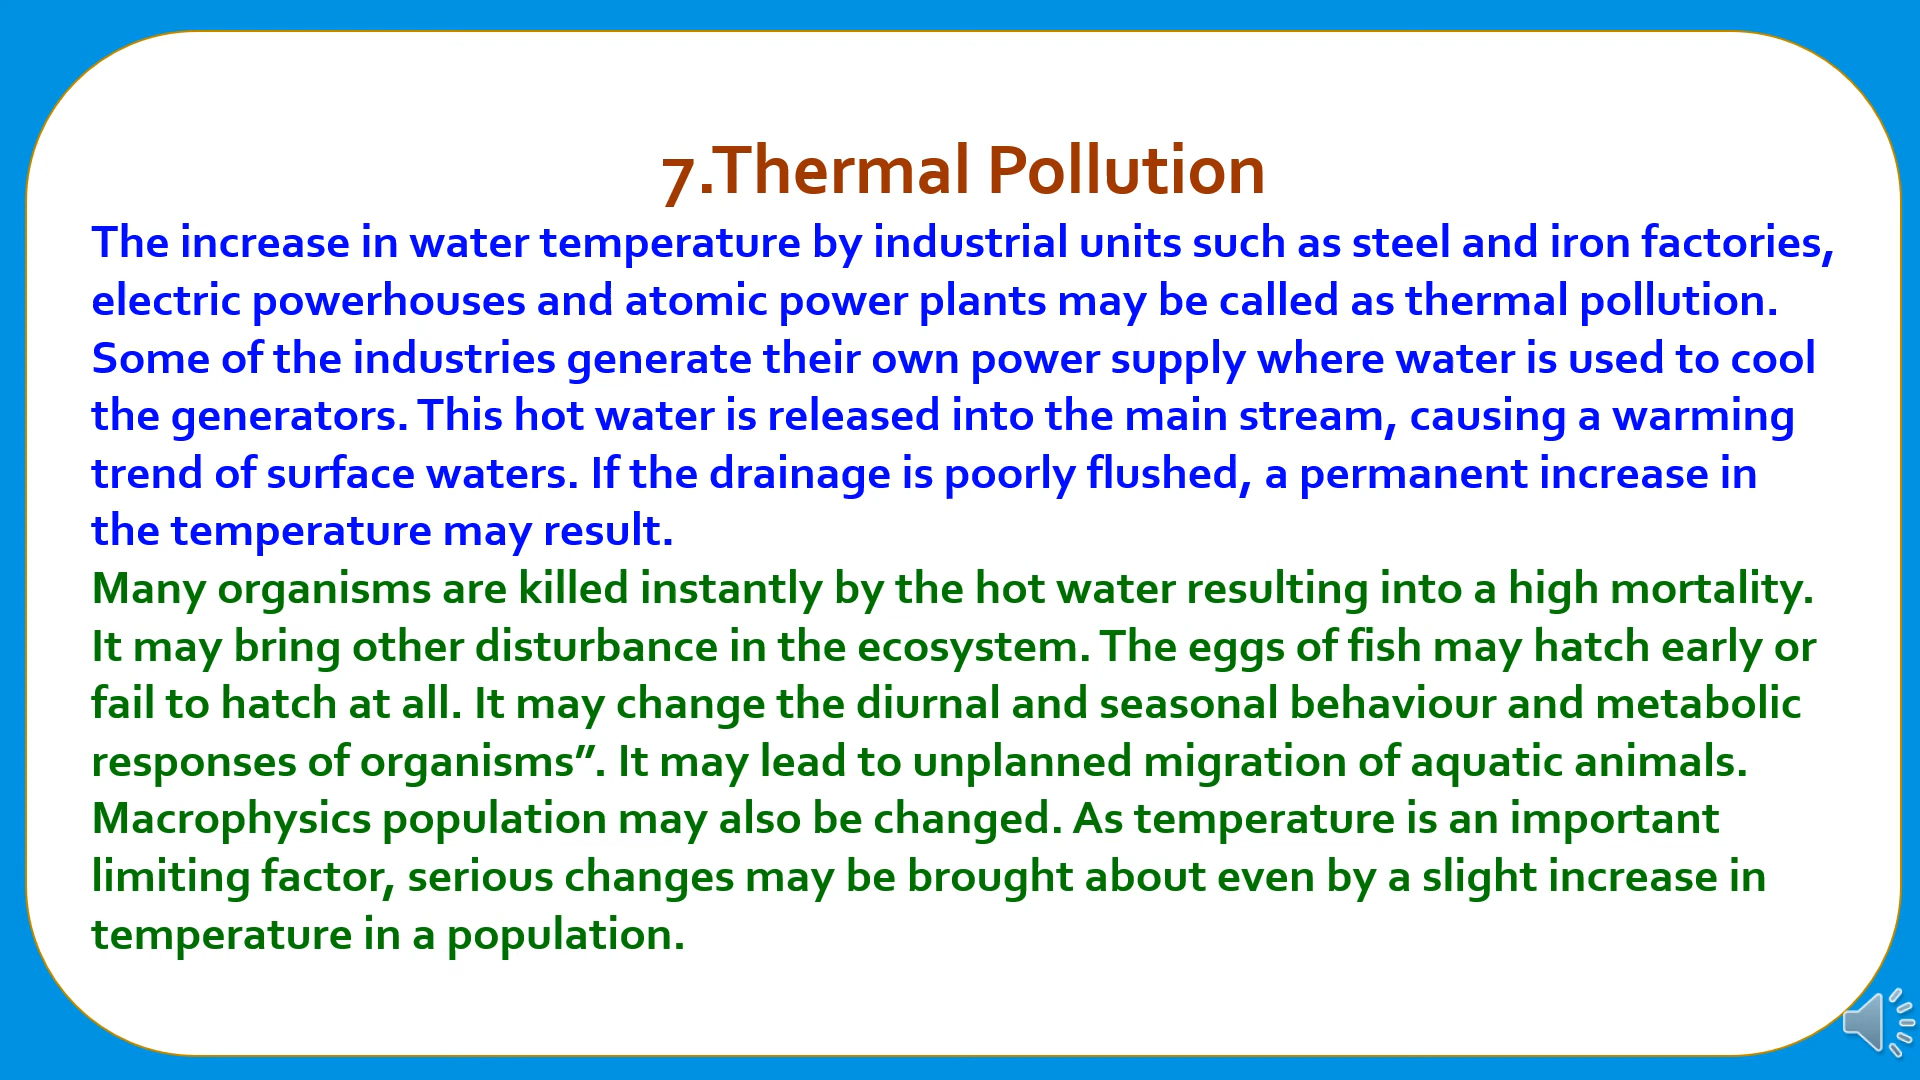 7.Thermal Pollution
The increase in water temperature by industrial units such as steel and iron factories,
electric powerhouses and atomic power plants may be called as thermal pollution.
Some of the industries generate their own power supply where water is used to cool
the generators. This hot water is released into the main stream, causing a warming
trend of surface waters. If the drainage is poorly flushed, a permanent increase in
the temperature may result.
Many organisms are killed instantly by the hot water resulting into a high mortality.
It may bring other disturbance in the ecosystem. The eggs of fish may hatch early or
fail to hatch at all. It may change the diurnal and seasonal behaviour and metabolic
responses of organisms”. It may lead to unplanned migration of aquatic animals.
Macrophysics population may also be changed. As temperature is an important
limiting factor, serious changes may be brought about even by a slight increase in
temperature in a population.